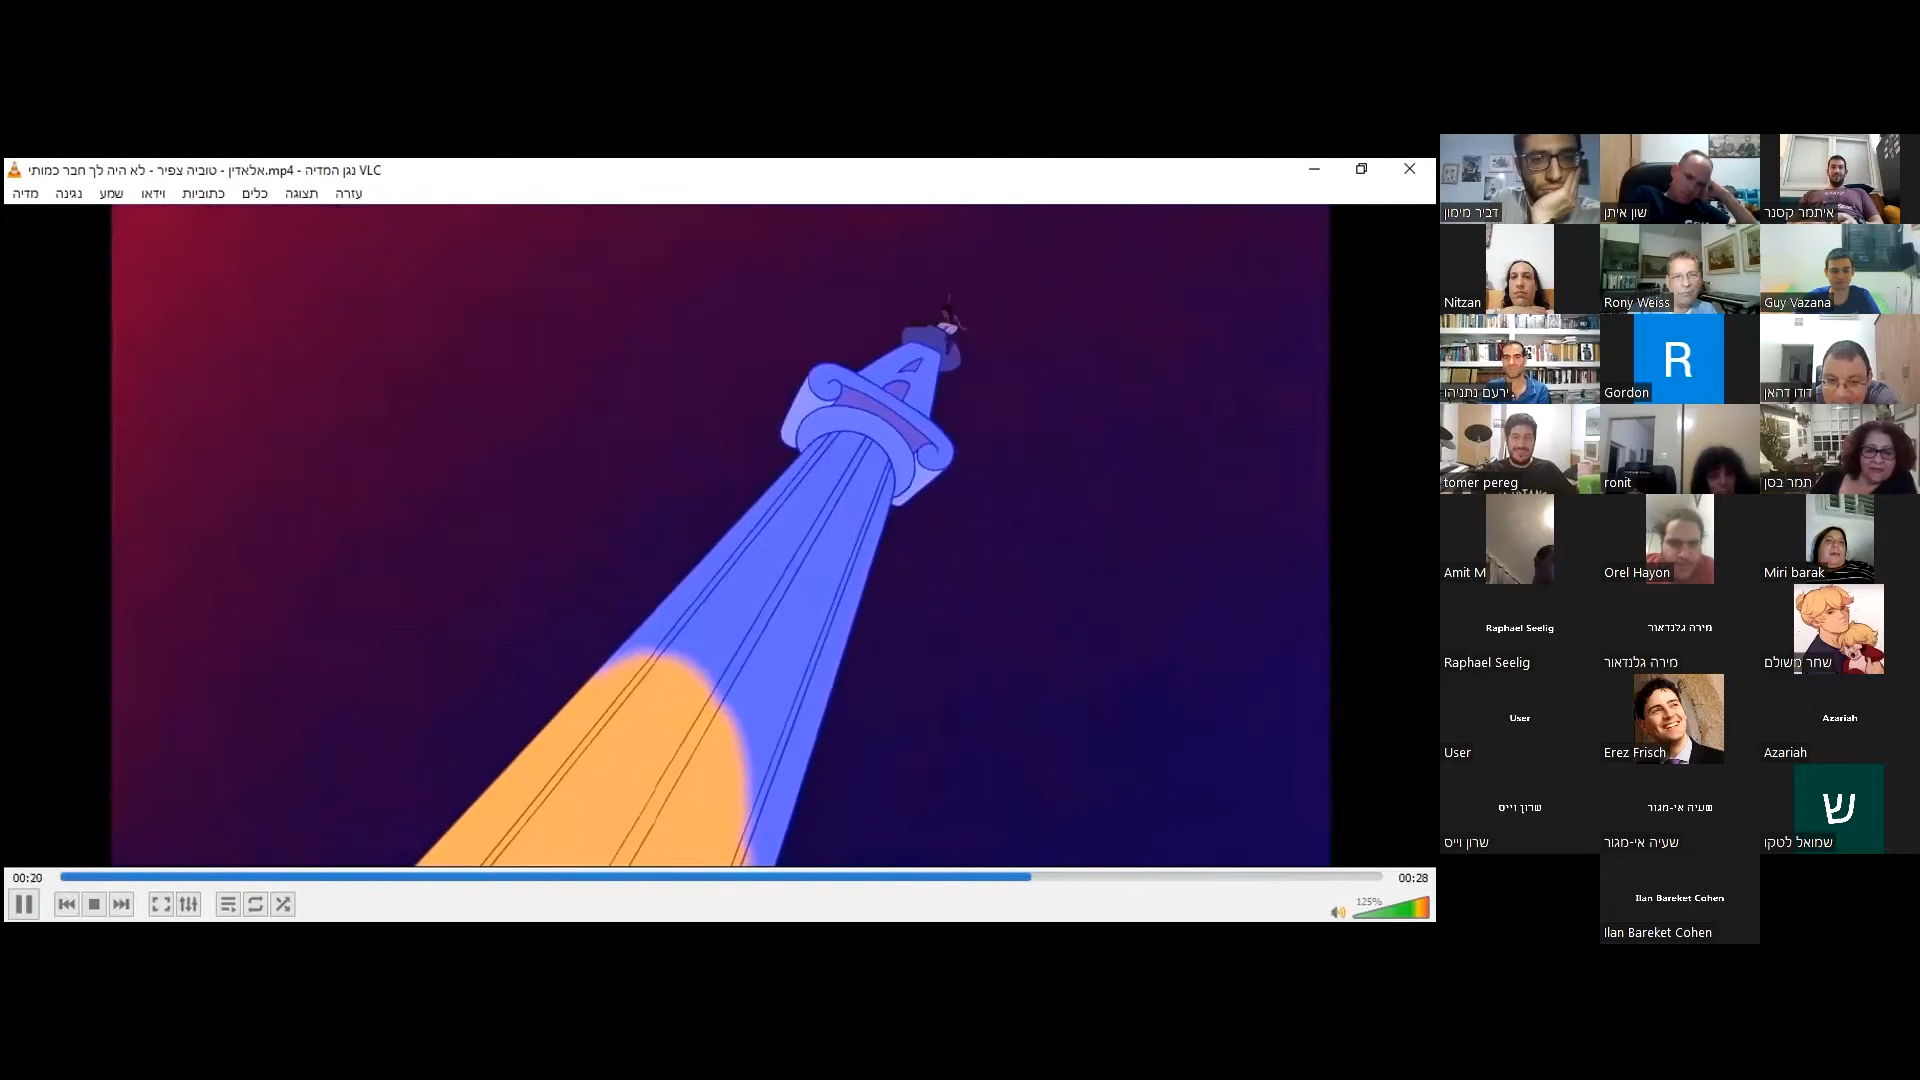 אלאדין - טוביה צפיר - לא היה לך חבר כמותי.mp4 - נגן המדיה VLC
מדיה נגינה שמע וידאו כתוביות כלים תצוגה עזרה
00:20
00:28
125%
דביר מימון
שון איתן
איתמר קסנר
Nitzan
Rony Weiss
Guy Vazana
ירעם נתניהו
R
Gordon
דודו דהאן
tomer pereg
ronit
תמר בסן
Amit M
Orel Hayon
Miri barak
Raphael Seelig
Raphael Seelig
מירה גלנדאור
מירה גלנדאור
שחר משולם
User
User
Erez Frisch
Azariah
Azariah
שרון וייס
שרון וייס
שעיה אי-מגור
שעיה אי-מגור
ש
שמואל לטקו
Ilan Bareket Cohen
Ilan Bareket Cohen